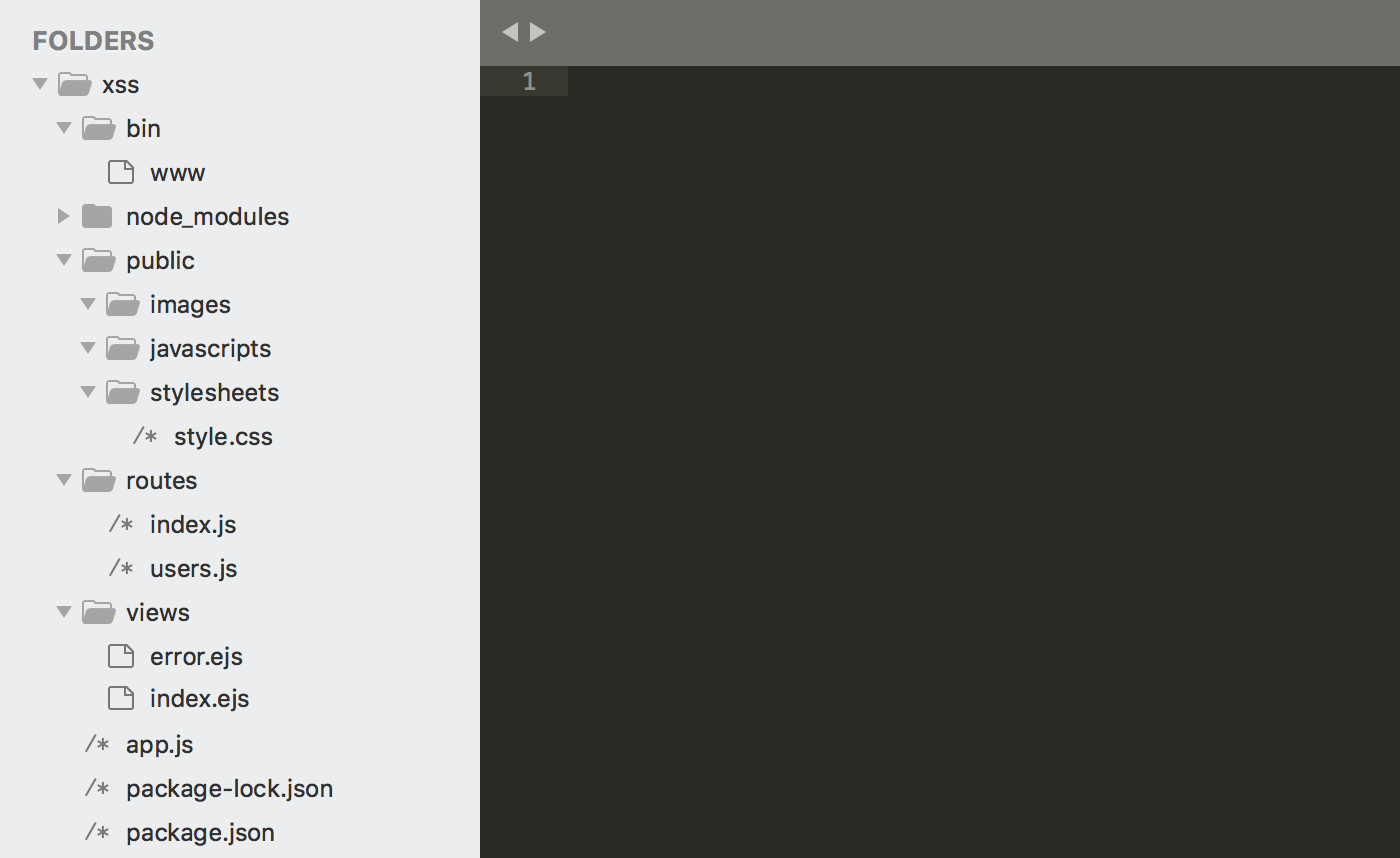 FOLDERS
xss
1
bin
www
node_modules
public
images
javascripts
stylesheets
/* style.css
routes
/* index.js
/* users.js
views
error.ejs
index.ejs
/* app.js
/* package-lock.json
/* package.json